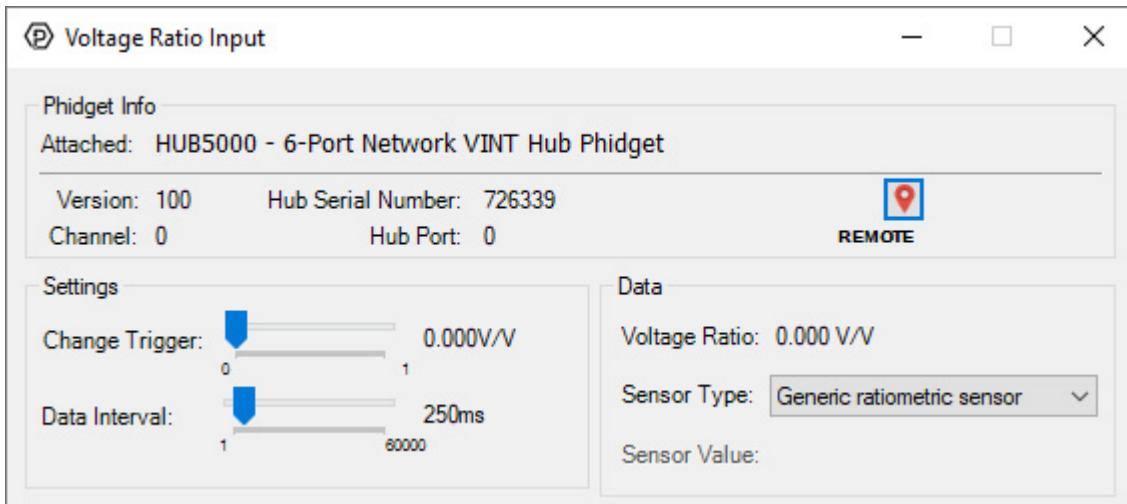 Voltage Ratio Input
Phidget Info
Attached: HUB5000 - 6-Port Network VINT Hub Phidget
Version: 100 Hub Serial Number: 726339
Channel: 0 Hub Port: 0 REMOTE
Settings
Change Trigger: 0.000V/V
0 1
Data Interval: 250ms
1 60000
Data
Voltage Ratio: 0.000 V/V
Sensor Type: Generic ratiometric sensor
Sensor Value: